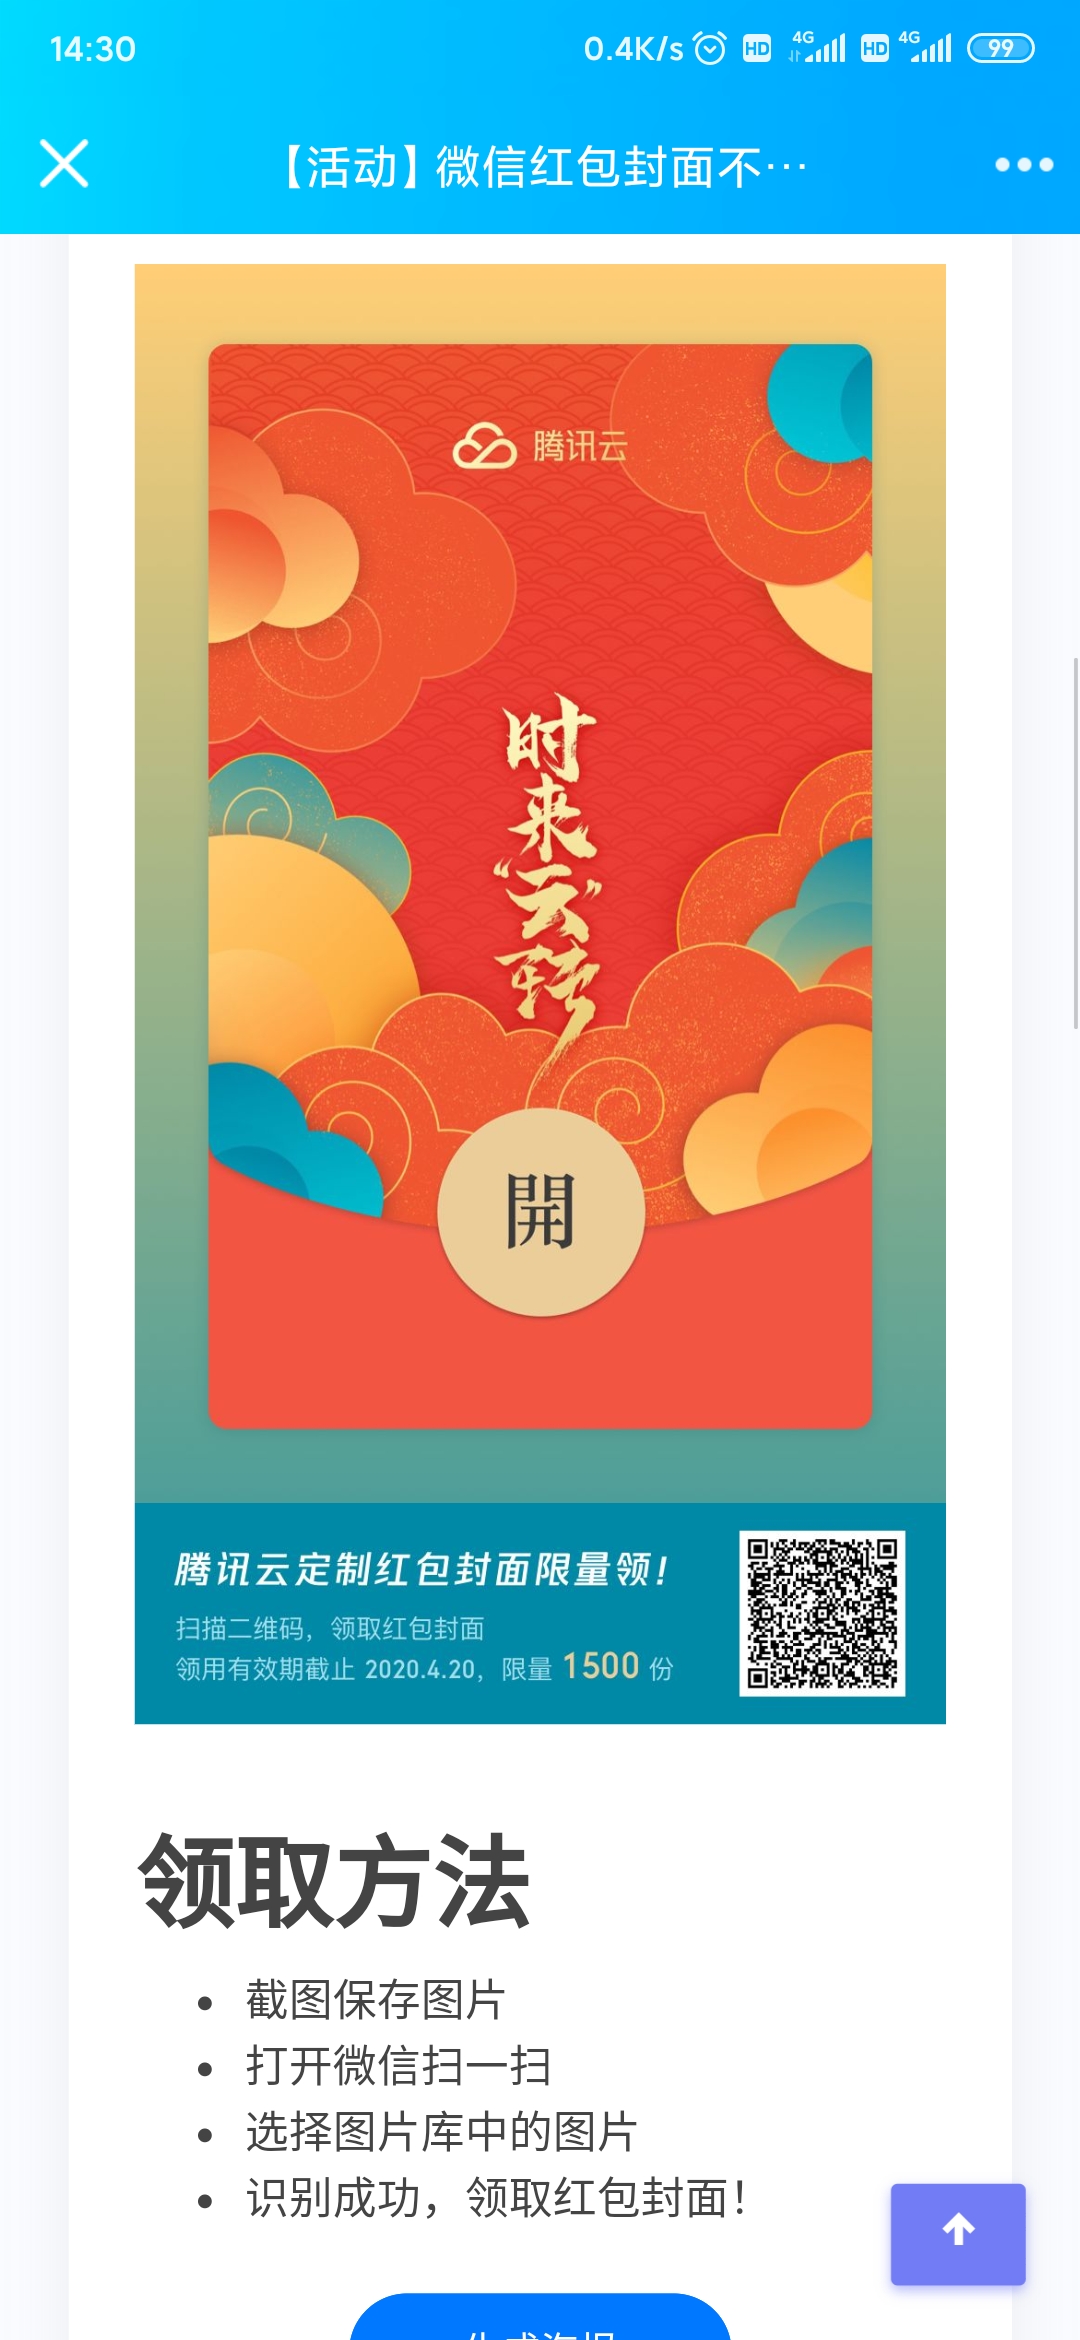 14:30
0.4K/s
HD
4G
HD
4G
99
【活动】微信红包封面不…
腾讯云
时
来
“云”
转
開
腾讯云定制红包封面限量领！
扫描二维码，领取红包封面
领用有效期截止 2020.4.20，限量 1500 份
领取方法
• 截图保存图片
• 打开微信扫一扫
• 选择图片库中的图片
• 识别成功，领取红包封面！
生成海报